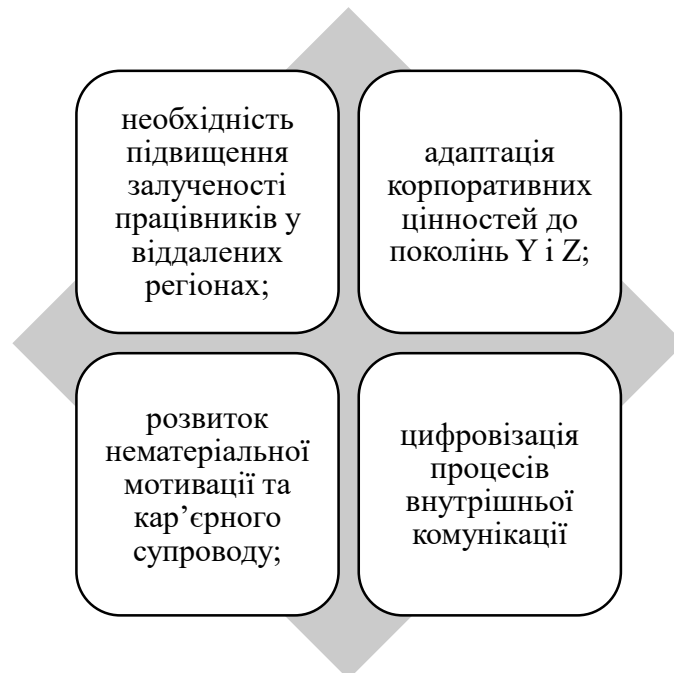 необхідність
підвищення
залученості
працівників у
віддалених
регіонах;
адаптація
корпоративних
цінностей до
поколінь Y і Z;
розвиток
нематеріальної
мотивації та
кар’єрного
супроводу;
цифровізація
процесів
внутрішньої
комунікації